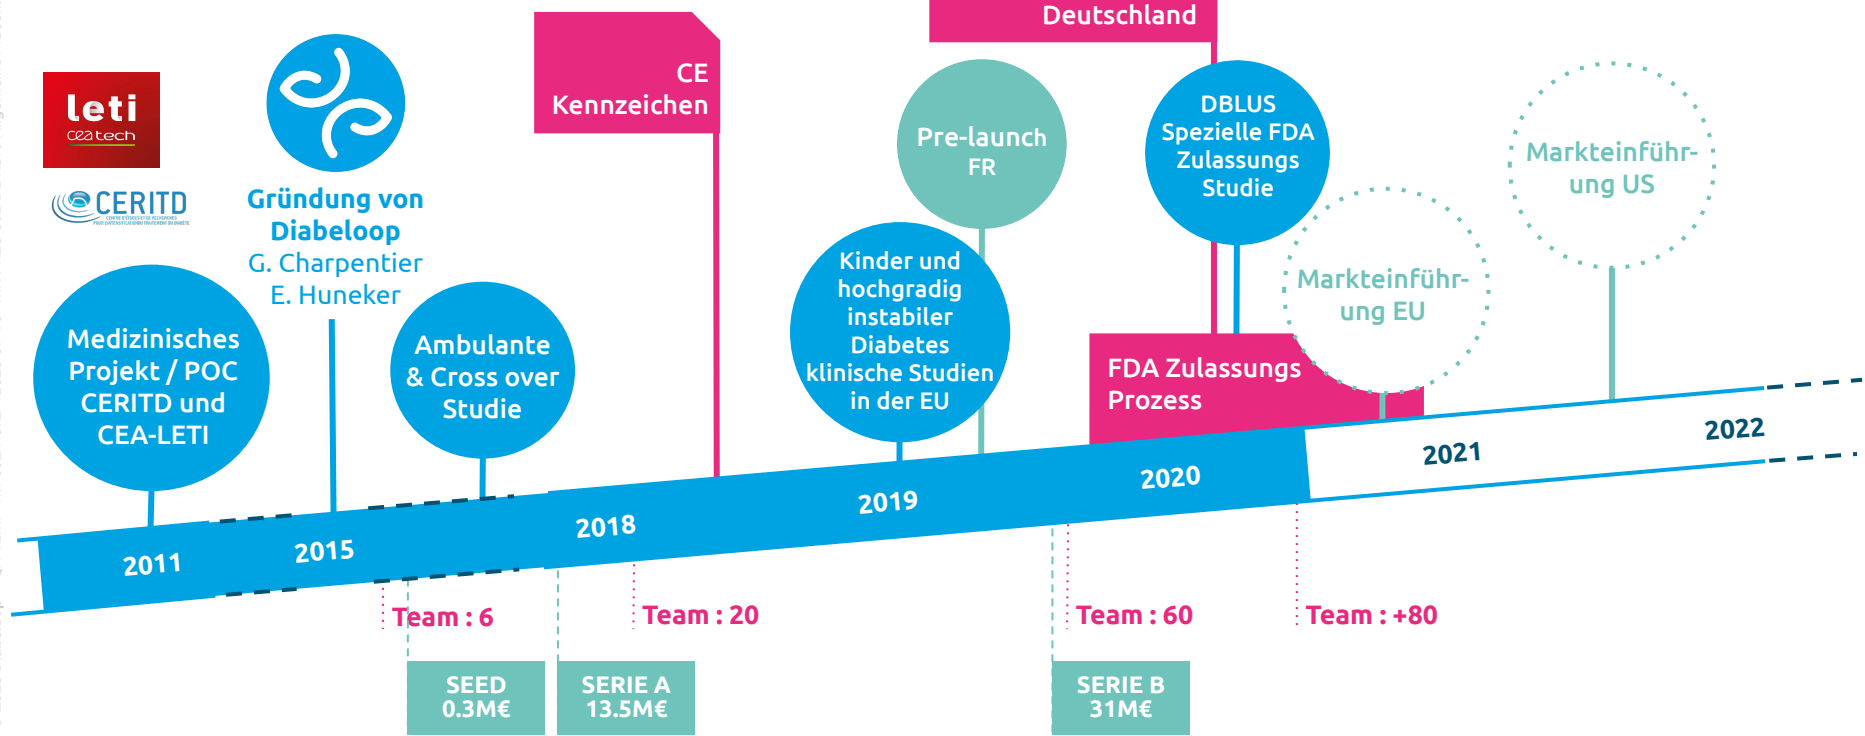 Deutschland
CE
Kennzeichen
leti
ceatech
CERITD
Gründung von
Diabeloop
G. Charpentier
E. Huneker
Medizinisches
Projekt / POC
CERITD und
CEA-LETI
Ambulante
& Cross over
Studie
Pre-launch
FR
Kinder und
hochgradig
instabiler
Diabetes
klinische Studien
in der EU
DBLUS
Spezielle FDA
Zulassungs
Studie
FDA Zulassungs
Prozess
Markteinführ-
ung EU
Markteinführ-
ung US
2011
2015
2018
2019
2020
2021
2022
Team : 6
Team : 20
Team : 60
Team : +80
SEED
0.3M€
SERIE A
13.5M€
SERIE B
31M€